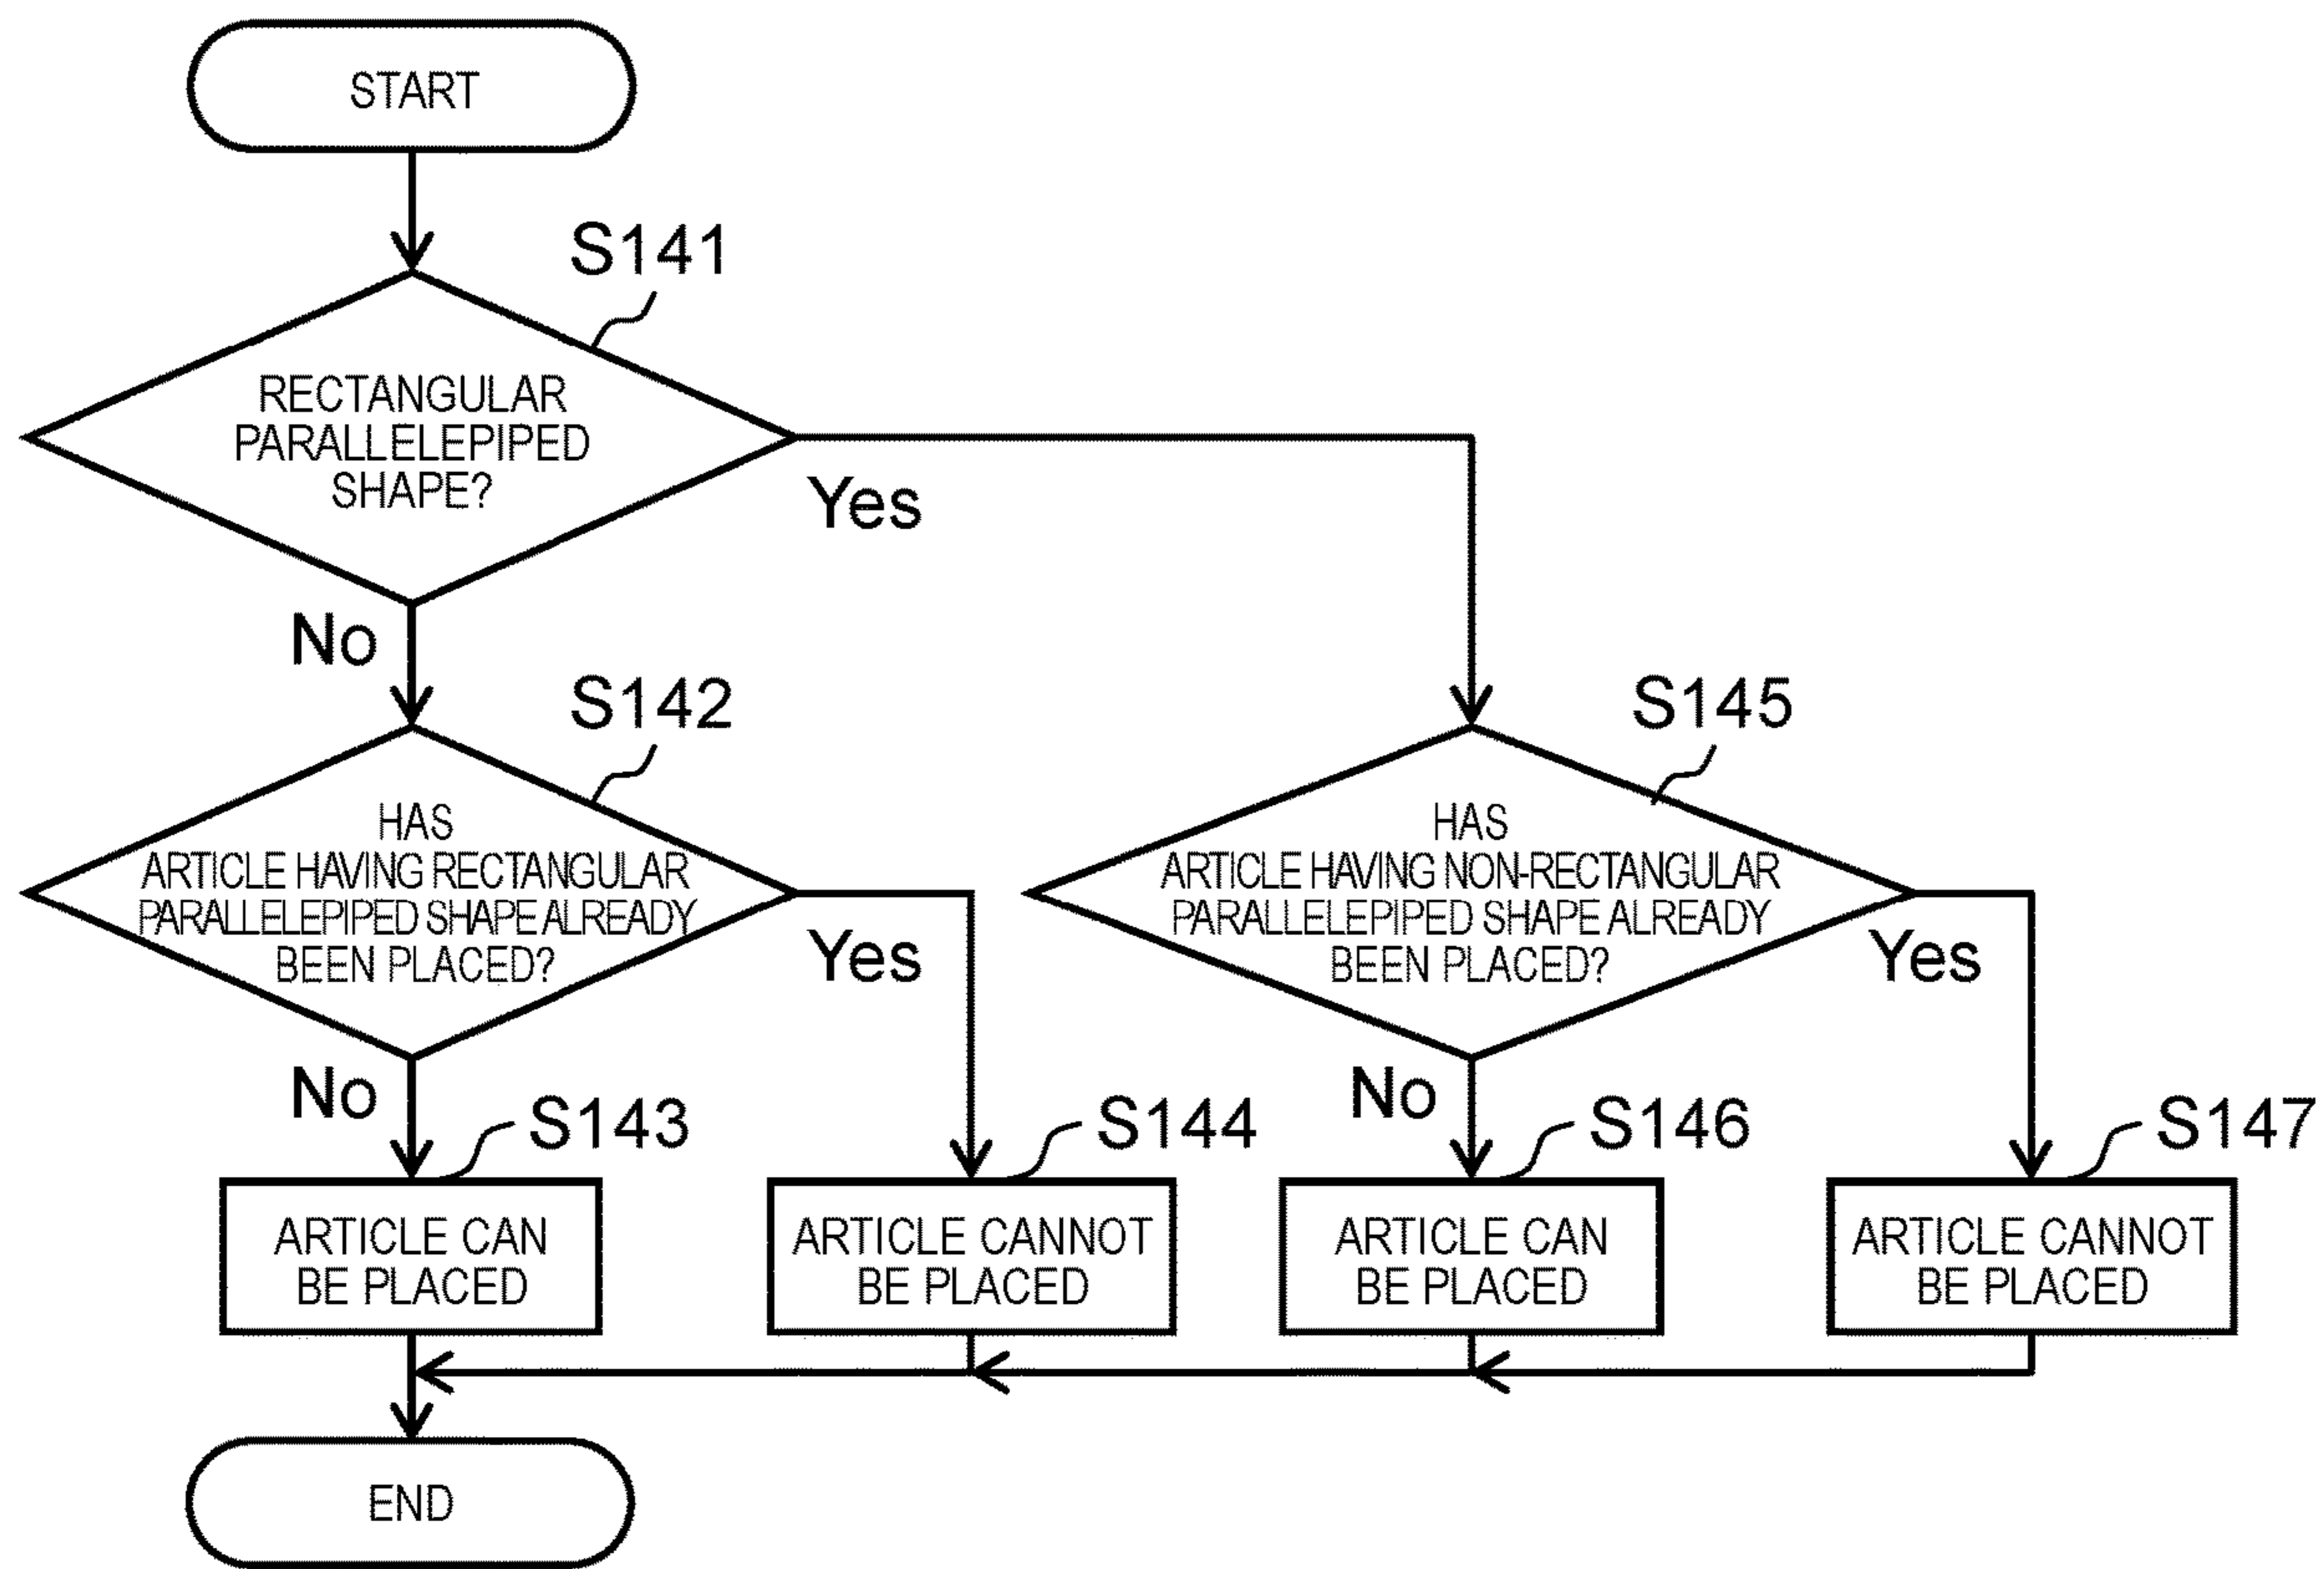 START
S141
RECTANGULAR
PARALLELEPIPED
SHAPE?
Yes
No
S142
HAS
ARTICLE HAVING RECTANGULAR
PARALLELEPIPED SHAPE ALREADY
BEEN PLACED?
Yes
No
S145
HAS
ARTICLE HAVING NON-RECTANGULAR
PARALLELEPIPED SHAPE ALREADY
BEEN PLACED?
Yes
No
S143
ARTICLE CAN
BE PLACED
S144
ARTICLE CANNOT
BE PLACED
S146
ARTICLE CAN
BE PLACED
S147
ARTICLE CANNOT
BE PLACED
END